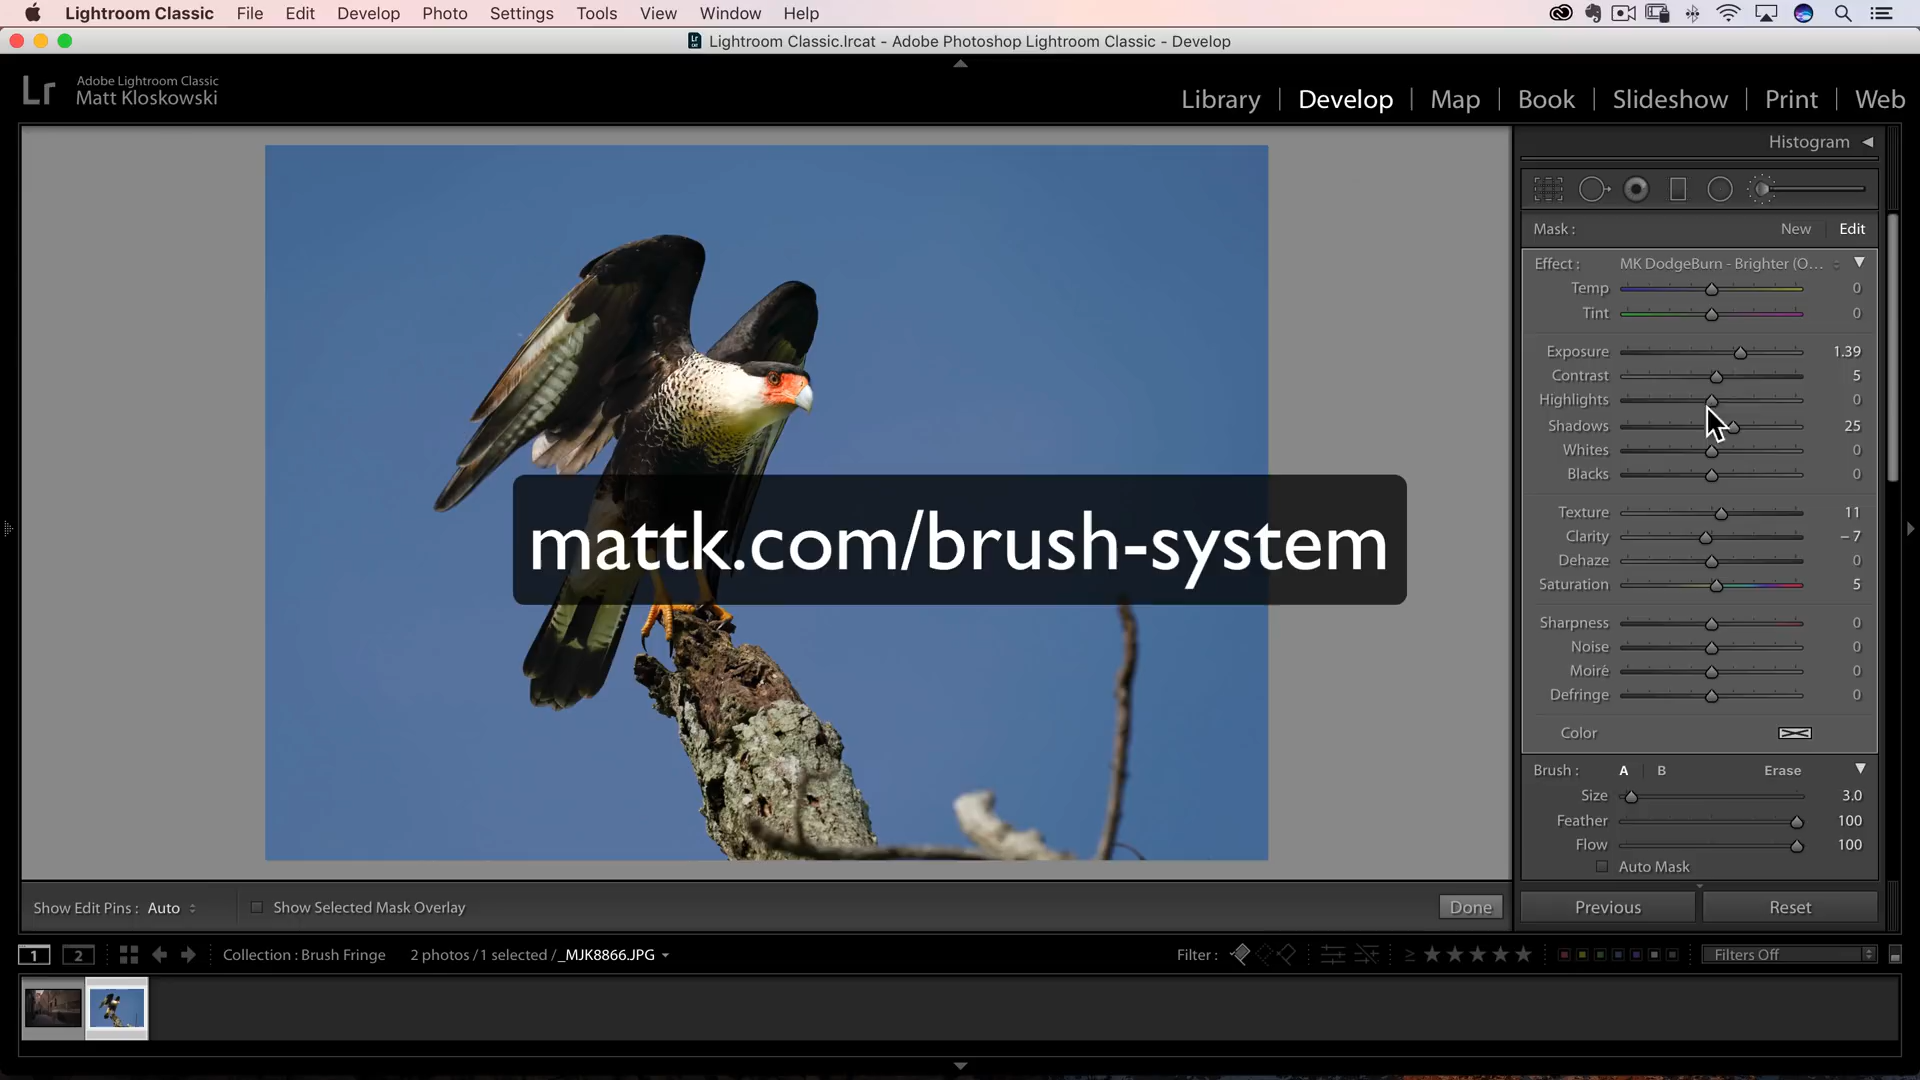 Lightroom Classic File Edit Develop Photo Settings Tools View Window Help
Lightroom Classic.lrcat - Adobe Photoshop Lightroom Classic - Develop
Lr
Adobe Lightroom Classic
Matt Kloskowski
Library | Develop | Map | Book | Slideshow | Print | Web
Histogram
Mask : New Edit
Effect : MK DodgeBurn - Brighter (O...
Temp 0
Tint 0
Exposure 1.39
Contrast 5
Highlights 0
Shadows 25
Whites 0
Blacks 0
Texture 11
Clarity – 7
Dehaze 0
Saturation 5
Sharpness 0
Noise 0
Moiré 0
Defringe 0
Color
Brush : A B Erase
Size 3.0
Feather 100
Flow 100
Auto Mask
mattk.com/brush-system
Show Edit Pins : Auto Show Selected Mask Overlay Done
Previous Reset
1 2 Collection : Brush Fringe 2 photos / 1 selected / _MJK8866.JPG Filter : ≥ ★★★★★ Filters Off